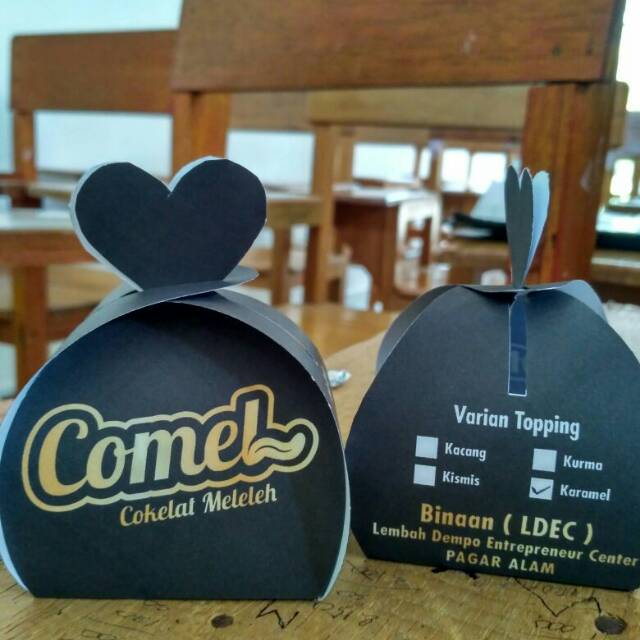 Comel
Cokelat Meleleh
Varian Topping
Kacang
Kurma
Kismis
Karamel
Binaan ( LDEC )
Lembah Dempo Entrepreneur Center
PAGAR ALAM